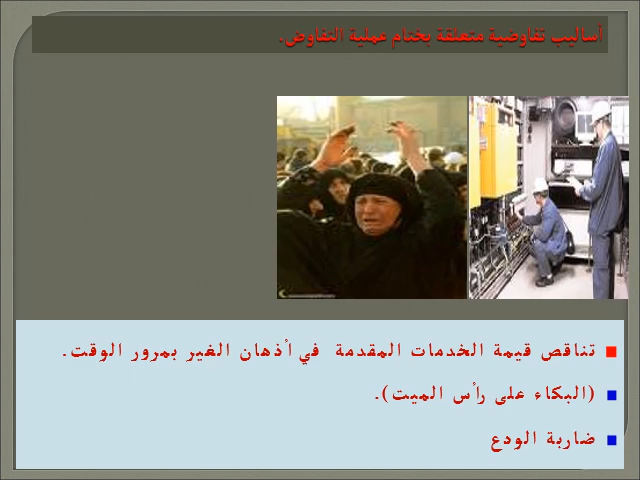 أساليب تفاوضية متعلقة بختام عملية التفاوض.
تناقص قيمة الخدمات المقدمة في أذهان الغير بمرور الوقت.
(البكاء على رأس الميت).
ضاربة الودع